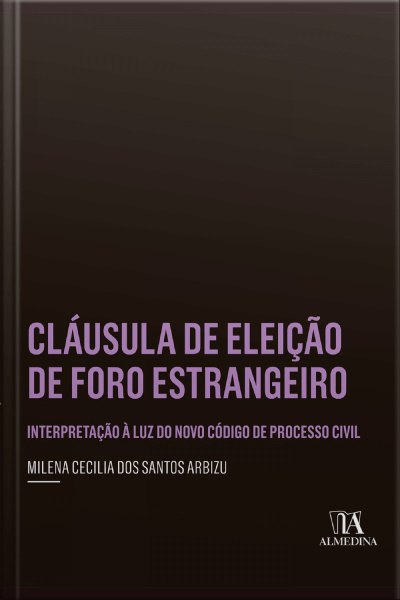 CLÁUSULA DE ELEIÇÃO
DE FORO ESTRANGEIRO
INTERPRETAÇÃO À LUZ DO NOVO CÓDIGO DE PROCESSO CIVIL
MILENA CECILIA DOS SANTOS ARBIZU
ALMEDINA